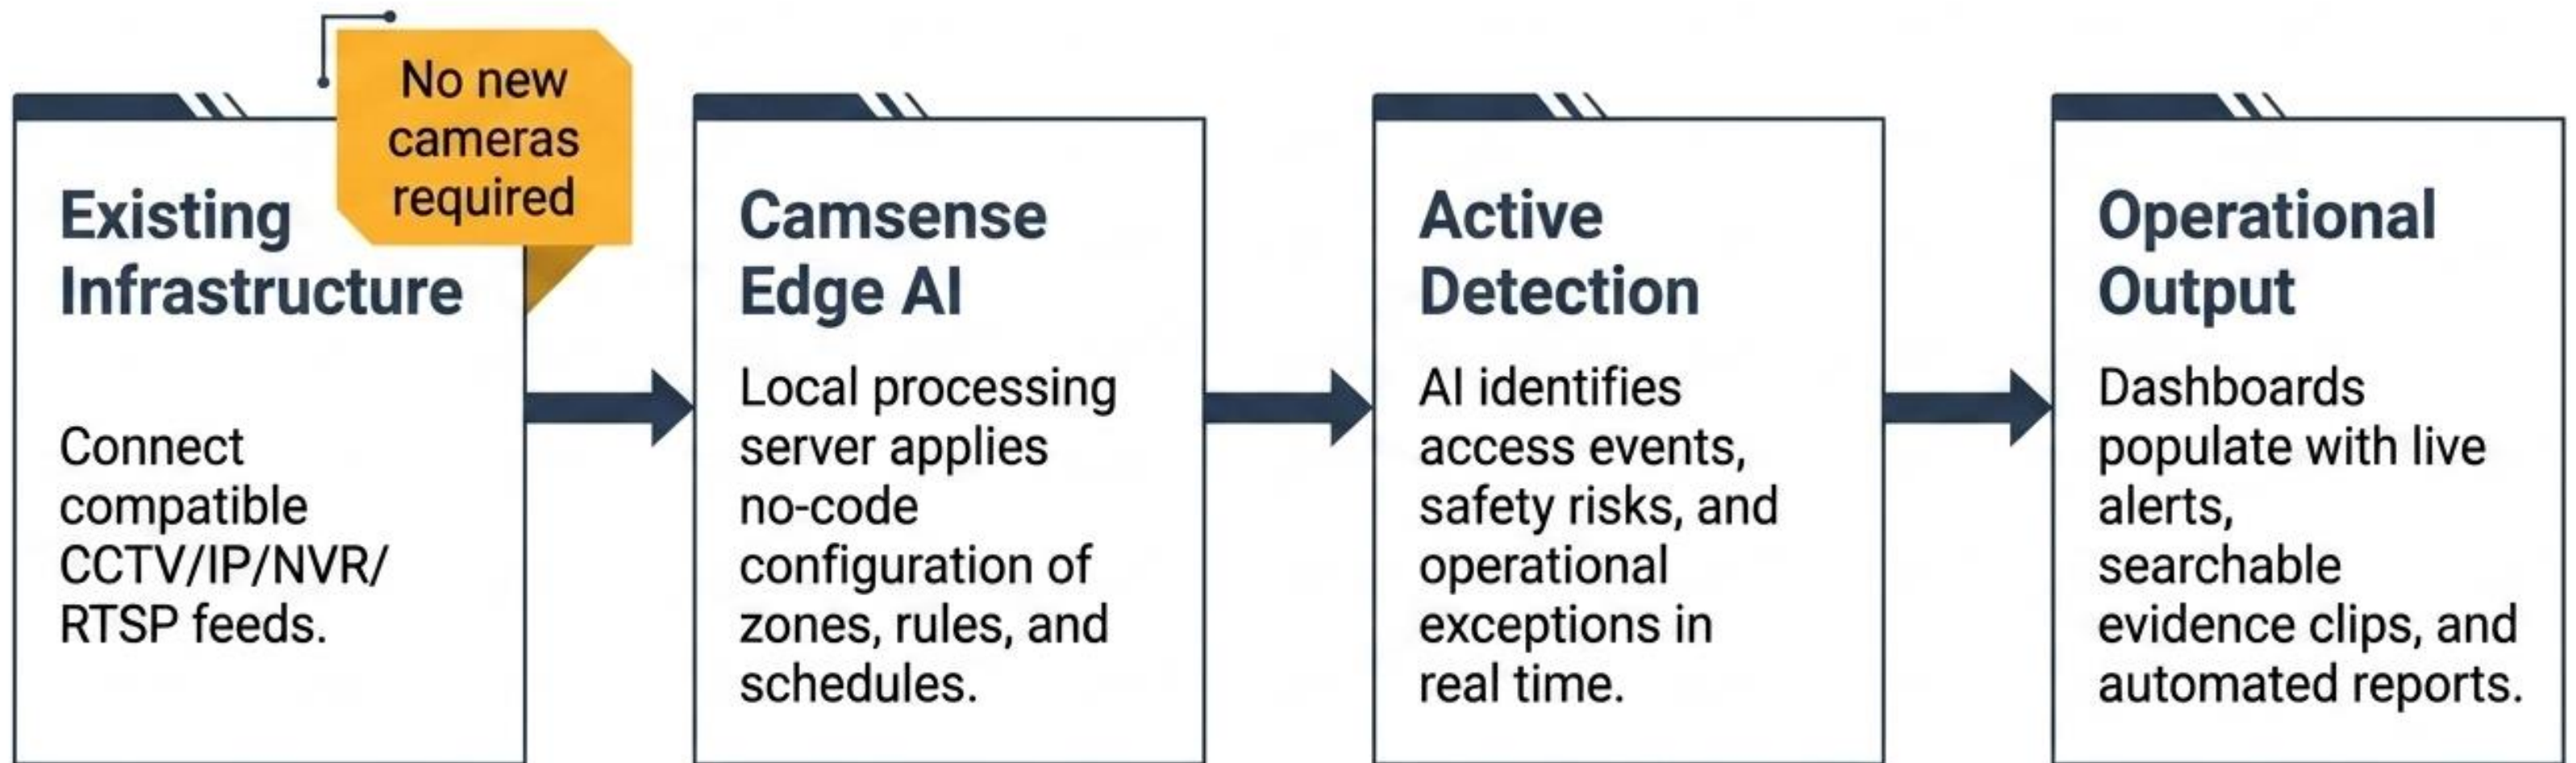 No new
cameras
required
Existing
Infrastructure
Connect
compatible
CCTV/IP/NVR/
RTSP feeds.
Camsense
Edge AI
Local processing
server applies
no-code
configuration of
zones, rules, and
schedules.
Active
Detection
AI identifies
access events,
safety risks, and
operational
exceptions in
real time.
Operational
Output
Dashboards
populate with live
alerts,
searchable
evidence clips, and
automated reports.